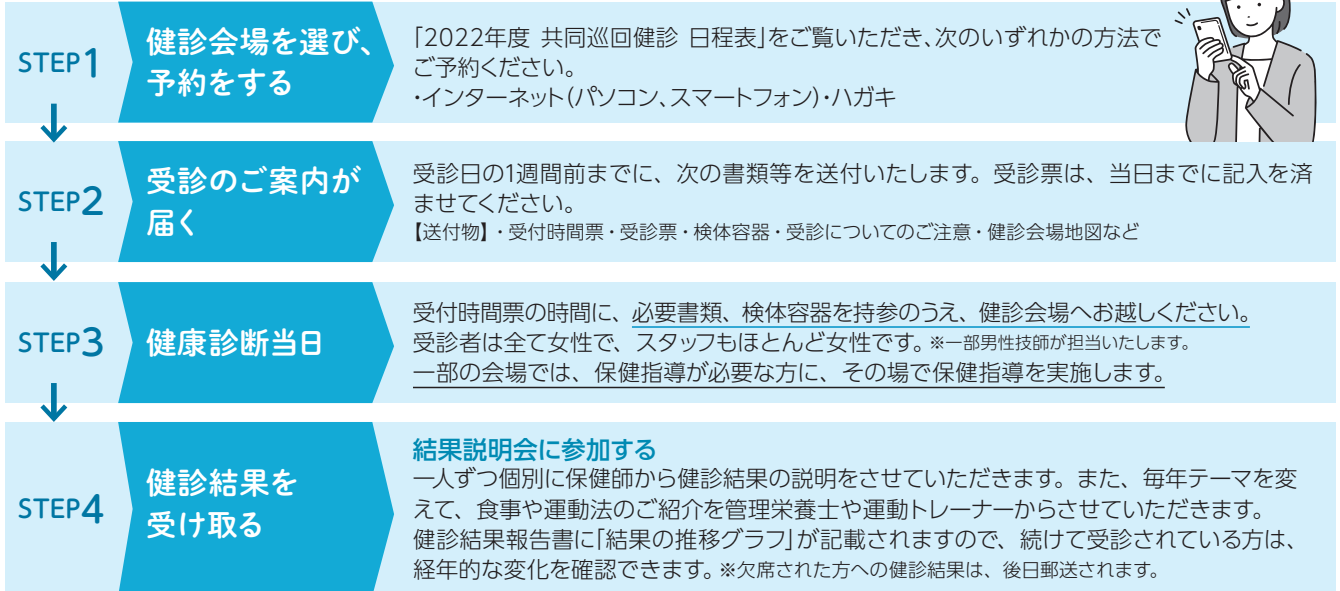 STEP1
健診会場を選び、
予約をする
「2022年度 共同巡回健診 日程表」をご覧いただき、次のいずれかの方法で
ご予約ください。
・インターネット（パソコン、スマートフォン）・ハガキ
STEP2
受診のご案内が
届く
受診日の1週間前までに、次の書類等を送付いたします。受診票は、当日までに記入を済
ませてください。
【送付物】・受付時間票・受診票・検体容器・受診についてのご注意・健診会場地図など
STEP3
健康診断当日
受付時間票の時間に、必要書類、検体容器を持参のうえ、健診会場へお越しください。
受診者は全て女性で、スタッフもほとんど女性です。※一部男性技師が担当いたします。
一部の会場では、保健指導が必要な方に、その場で保健指導を実施します。
STEP4
健診結果を
受け取る
結果説明会に参加する
一人ずつ個別に保健師から健診結果の説明をさせていただきます。また、毎年テーマを変
えて、食事や運動法のご紹介を管理栄養士や運動トレーナーからさせていただきます。
健診結果報告書に「結果の推移グラフ」が記載されますので、続けて受診されている方は、
経年的な変化を確認できます。※欠席された方への健診結果は、後日郵送されます。